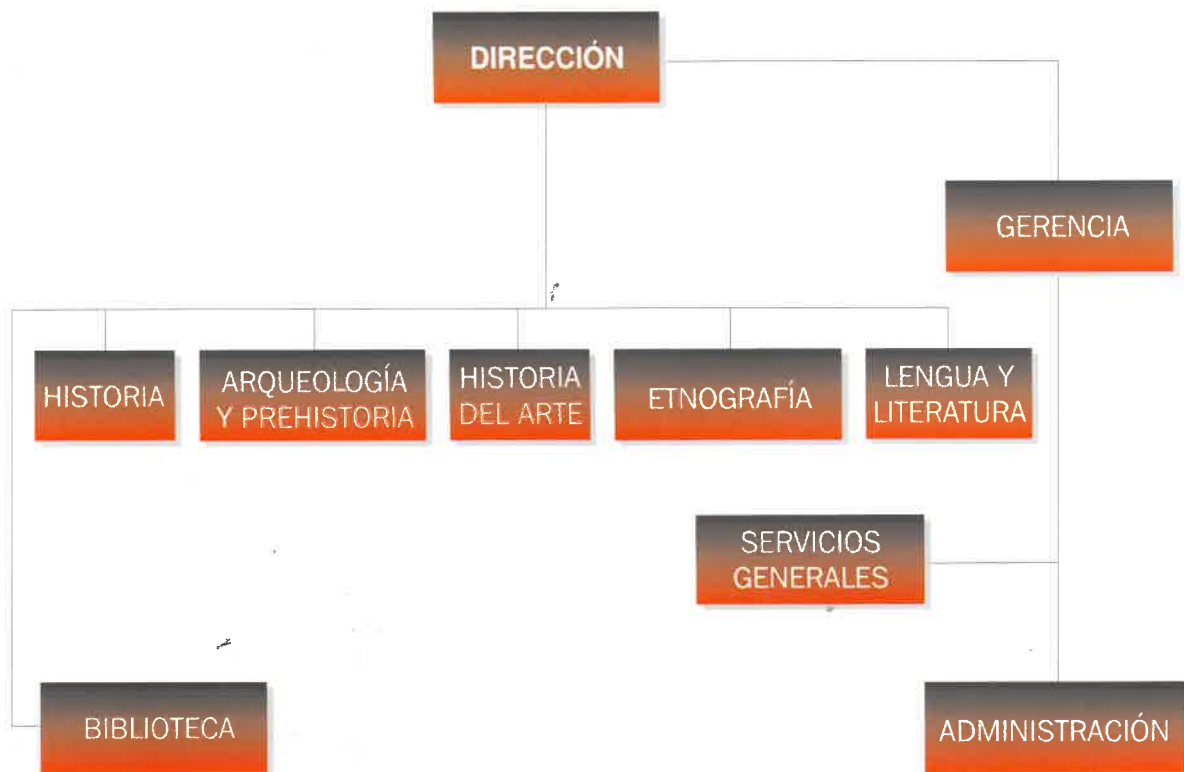 DIRECCIÓN
GERENCIA
HISTORIA
ARQUEOLOGÍA
Y PREHISTORIA
HISTORIA
DEL ARTE
ETNOGRAFÍA
LENGUA Y
LITERATURA
SERVICIOS
GENERALES
BIBLIOTECA
ADMINISTRACIÓN